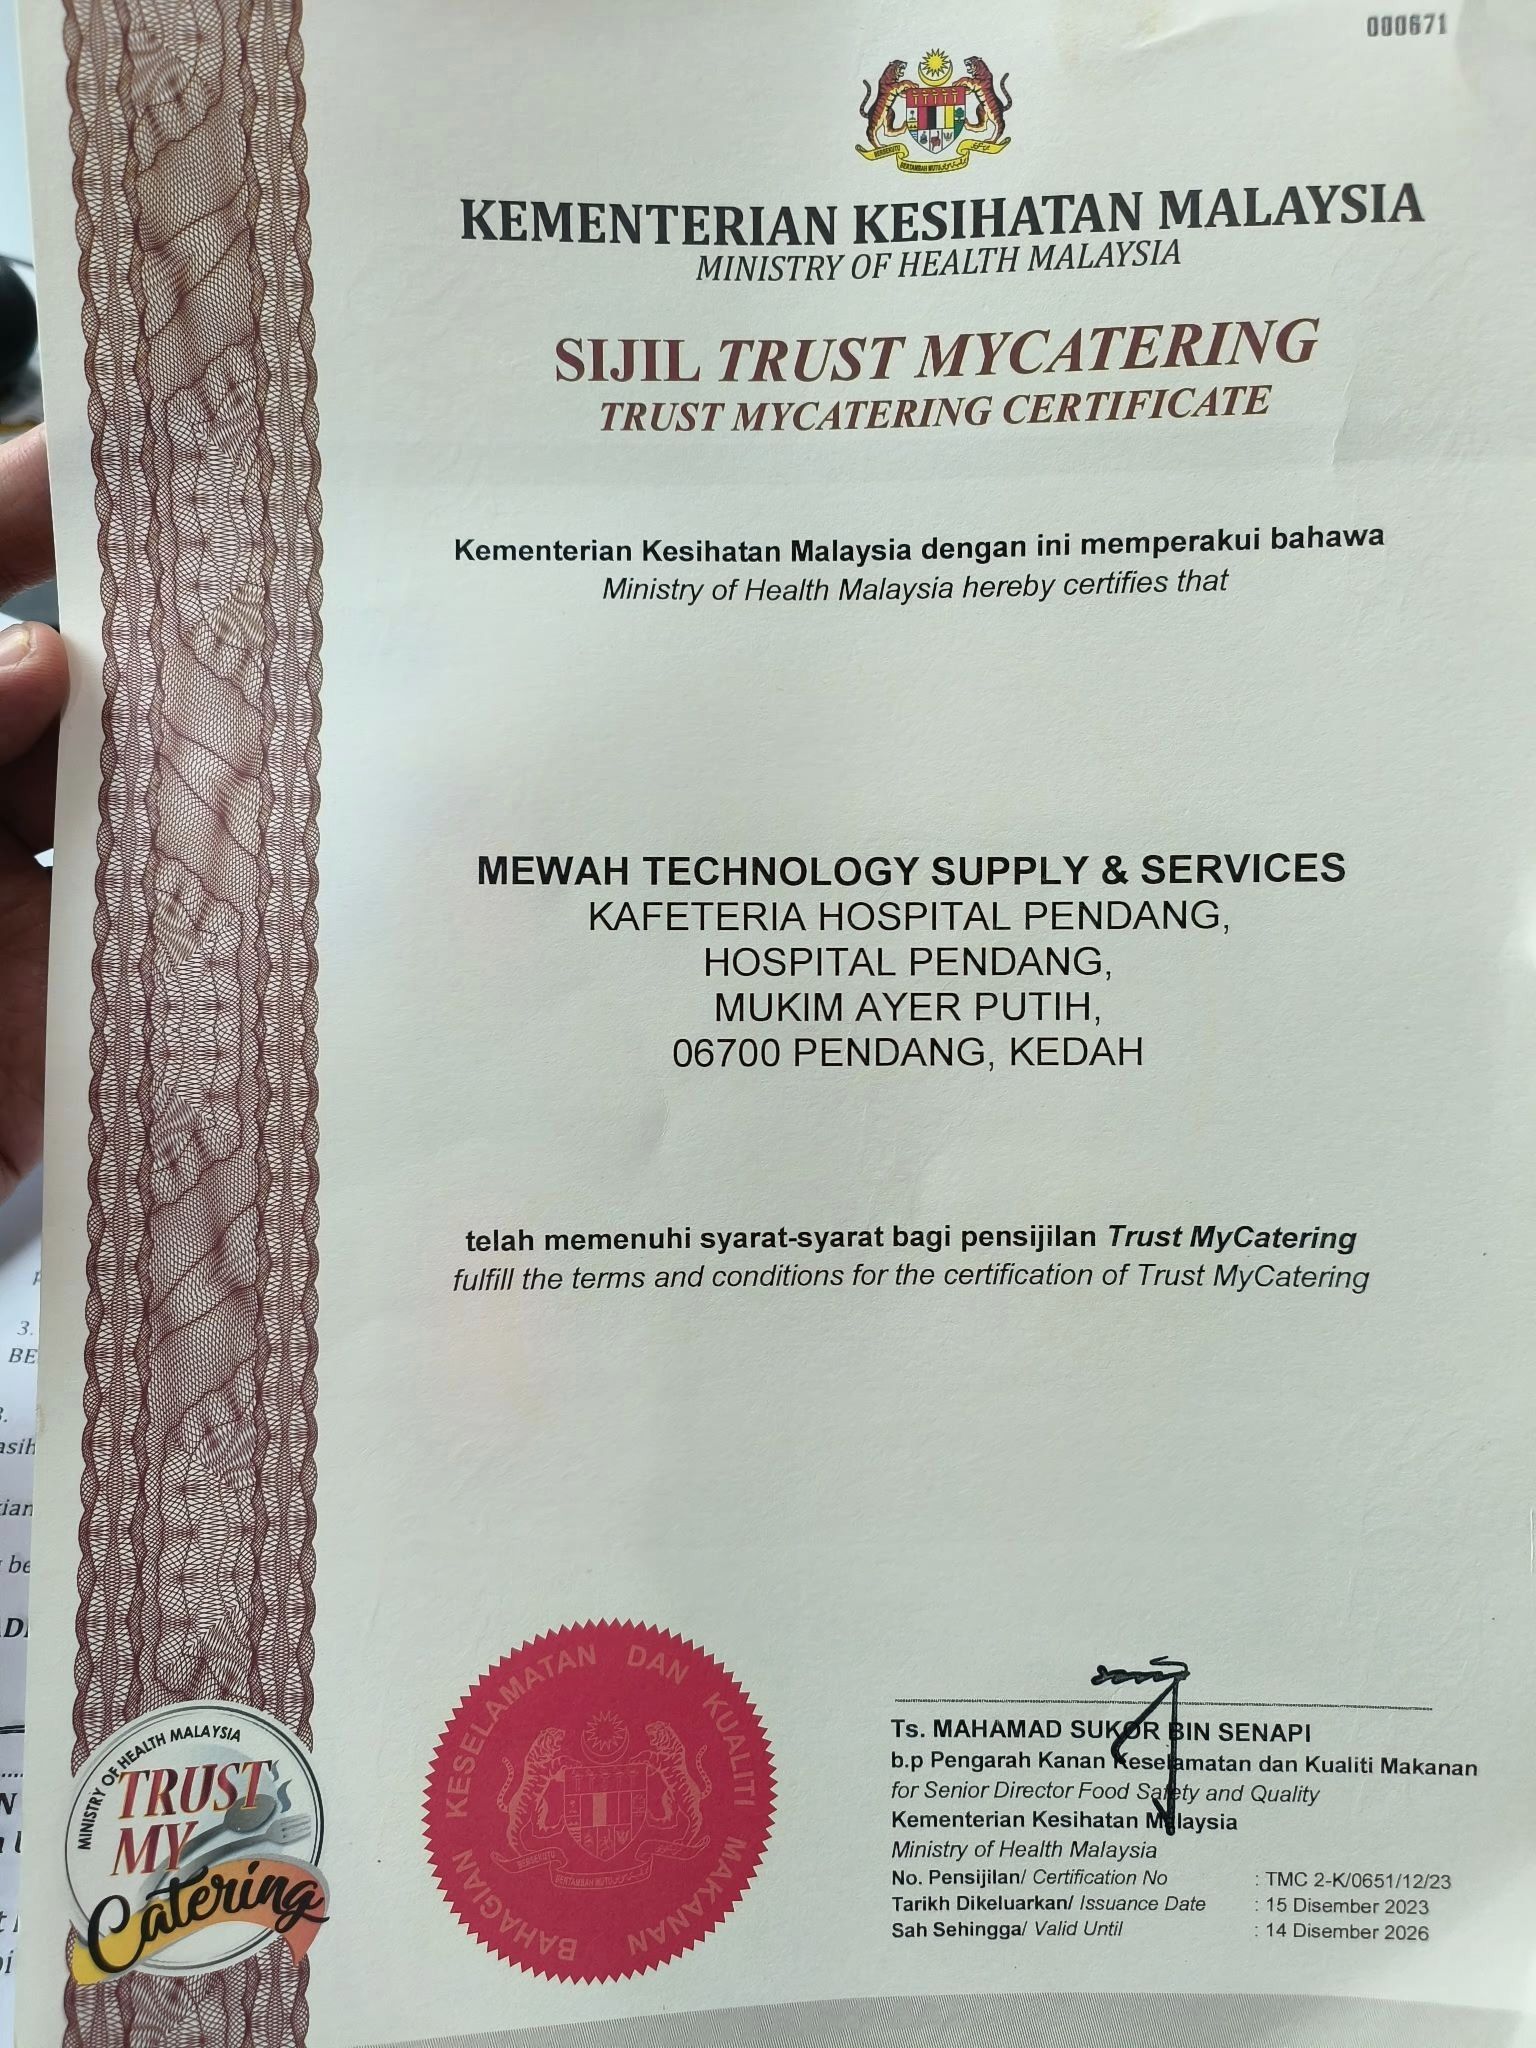 000671
KEMENTERIAN KESIHATAN MALAYSIA
MINISTRY OF HEALTH MALAYSIA
SIJIL TRUST MYCATERING
TRUST MYCATERING CERTIFICATE
Kementerian Kesihatan Malaysia dengan ini memperakui bahawa
Ministry of Health Malaysia hereby certifies that
MEWAH TECHNOLOGY SUPPLY & SERVICES
KAFETERIA HOSPITAL PENDANG,
HOSPITAL PENDANG,
MUKIM AYER PUTIH,
06700 PENDANG, KEDAH
telah memenuhi syarat-syarat bagi pensijilan Trust MyCatering
fulfill the terms and conditions for the certification of Trust MyCatering
BAHAGIAN KESELAMATAN DAN KUALITI MAKANAN
BERSEKUTU
BERTAMBAH MUTU
MINISTRY OF HEALTH MALAYSIA
TRUST
MY
Catering
Ts. MAHAMAD SUKOR BIN SENAPI
b.p Pengarah Kanan Keselamatan dan Kualiti Makanan
for Senior Director Food Safety and Quality
Kementerian Kesihatan Malaysia
Ministry of Health Malaysia
No. Pensijilan/ Certification No : TMC 2-K/0651/12/23
Tarikh Dikeluarkan/ Issuance Date : 15 Disember 2023
Sah Sehingga/ Valid Until : 14 Disember 2026